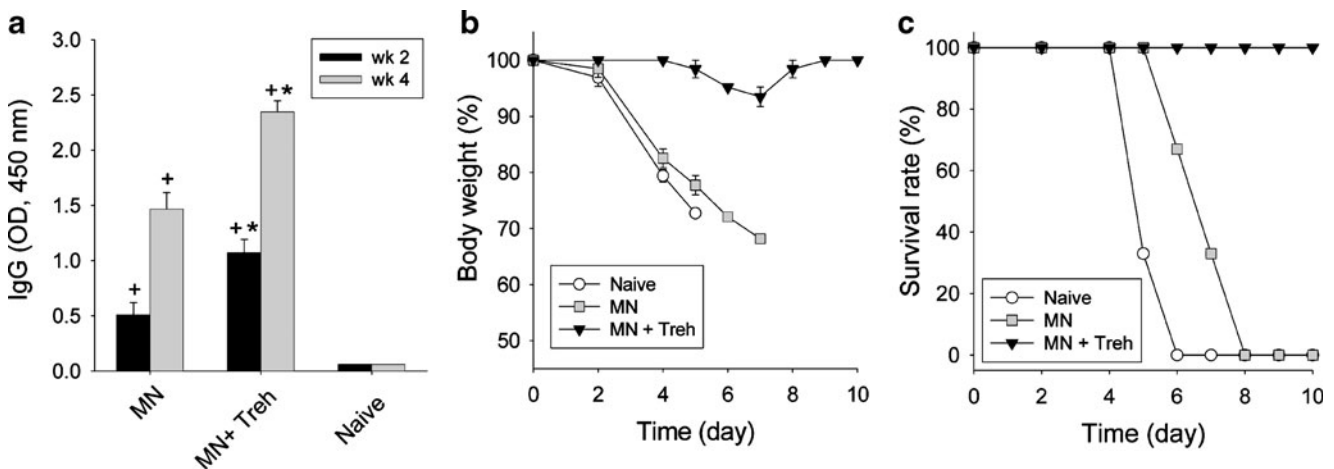 a
IgG (OD, 450 nm)
3.0
2.5
2.0
1.5
1.0
0.5
0.0
wk 2
wk 4
+
+
+*
+*
MN
MN+ Treh
Naive
b
Body weight (%)
100
90
80
70
60
50
Naive
MN
MN + Treh
0 2 4 6 8 10
Time (day)
c
Survival rate (%)
100
80
60
40
20
0
Naive
MN
MN + Treh
0 2 4 6 8 10
Time (day)